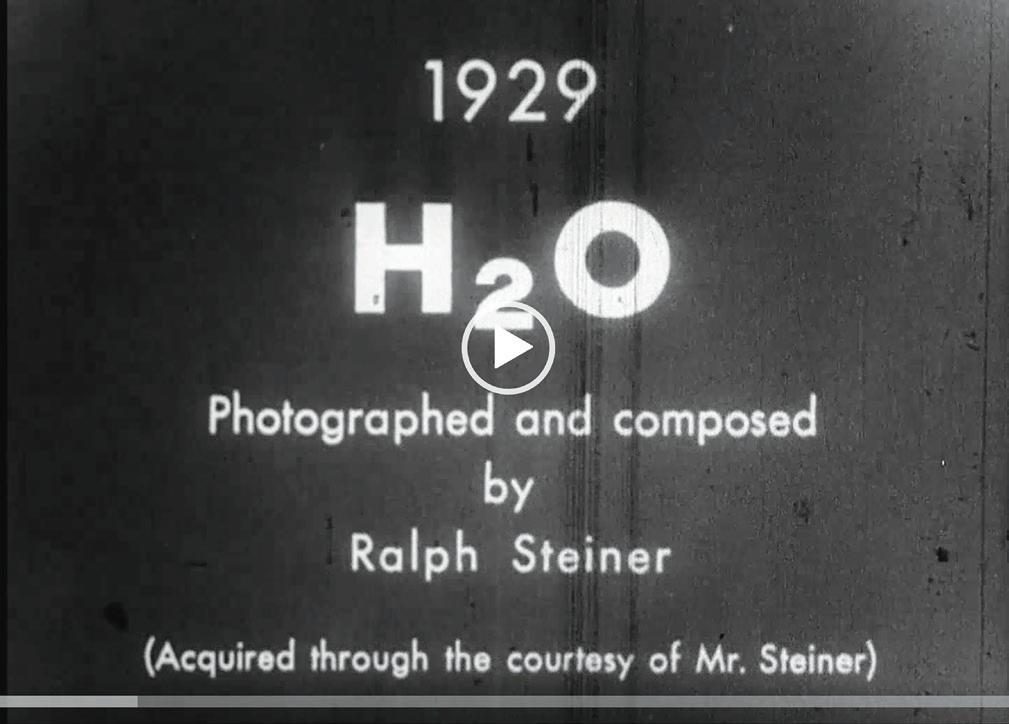 1929
H2O
Photographed and composed
by
Ralph Steiner
(Acquired through the courtesy of Mr. Steiner)